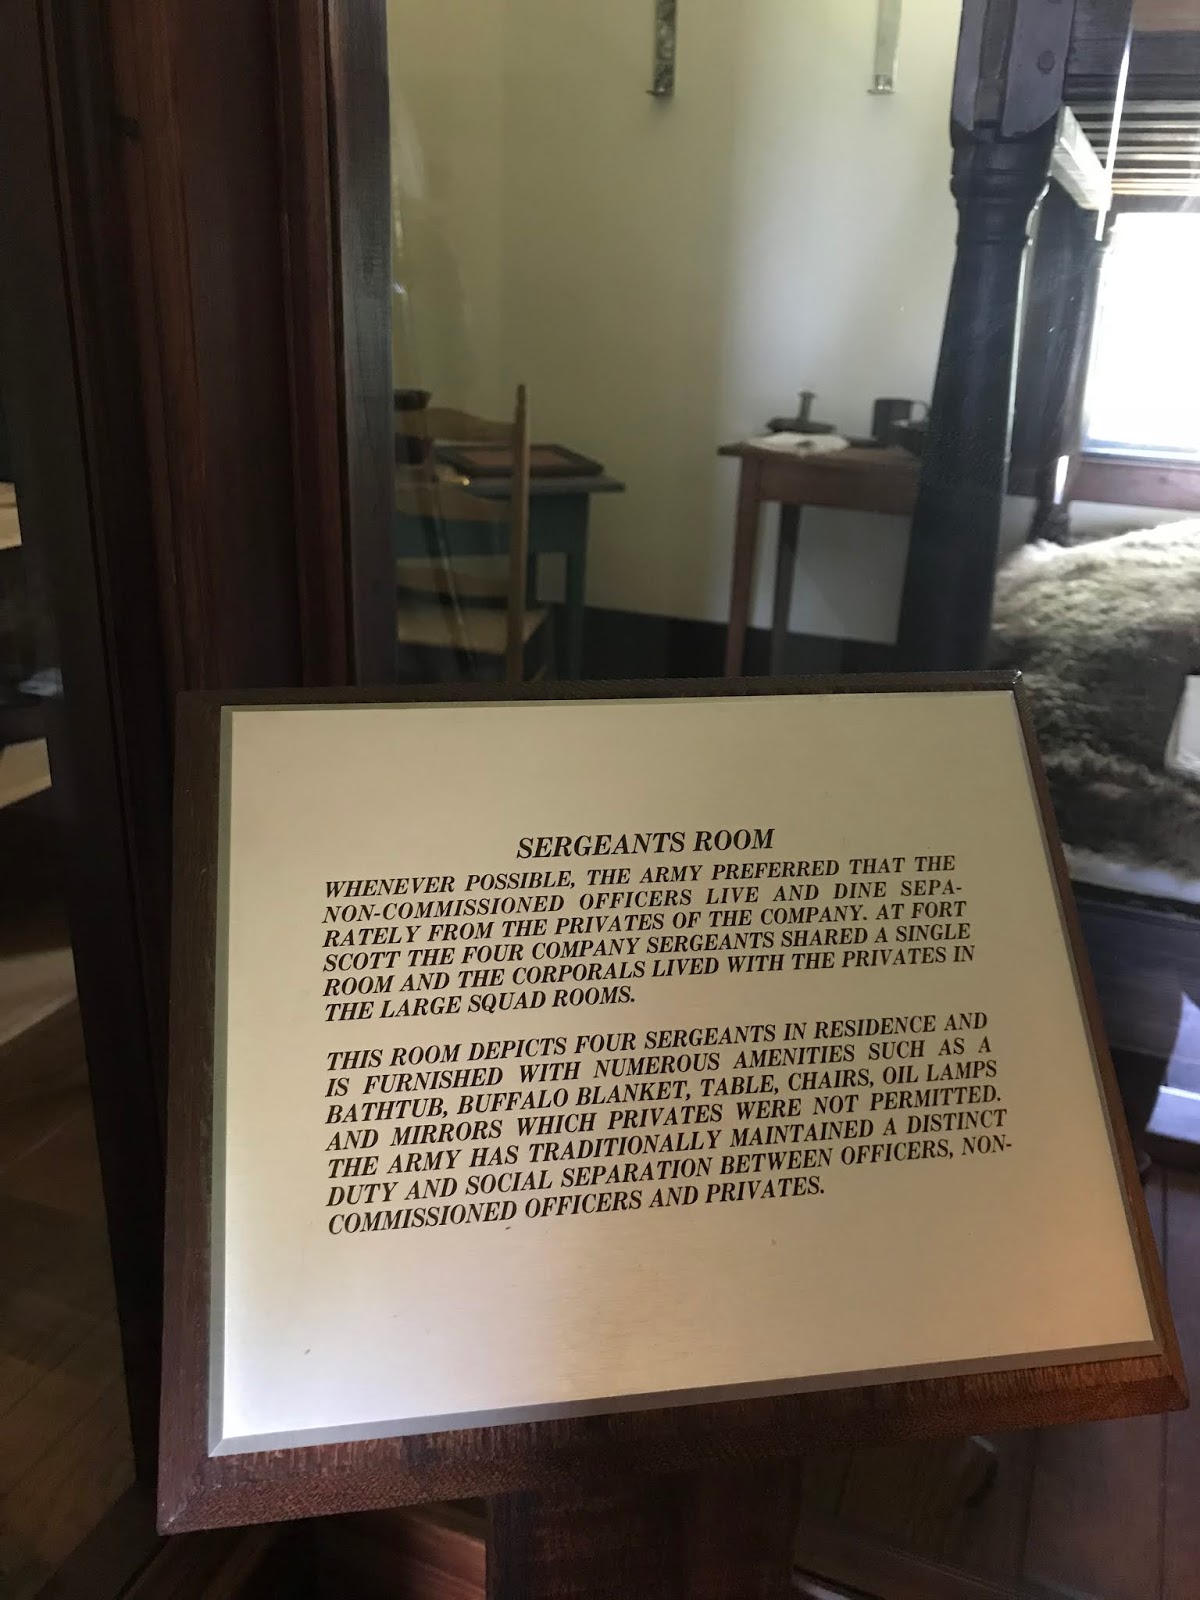 SERGEANTS ROOM
WHENEVER POSSIBLE, THE ARMY PREFERRED THAT THE
NON-COMMISSIONED OFFICERS LIVE AND DINE SEPA-
RATELY FROM THE PRIVATES OF THE COMPANY. AT FORT
SCOTT THE FOUR COMPANY SERGEANTS SHARED A SINGLE
ROOM AND THE CORPORALS LIVED WITH THE PRIVATES IN
THE LARGE SQUAD ROOMS.
THIS ROOM DEPICTS FOUR SERGEANTS IN RESIDENCE AND
IS FURNISHED WITH NUMEROUS AMENITIES SUCH AS A
BATHTUB, BUFFALO BLANKET, TABLE, CHAIRS, OIL LAMPS
AND MIRRORS WHICH PRIVATES WERE NOT PERMITTED.
THE ARMY HAS TRADITIONALLY MAINTAINED A DISTINCT
DUTY AND SOCIAL SEPARATION BETWEEN OFFICERS, NON-
COMMISSIONED OFFICERS AND PRIVATES.